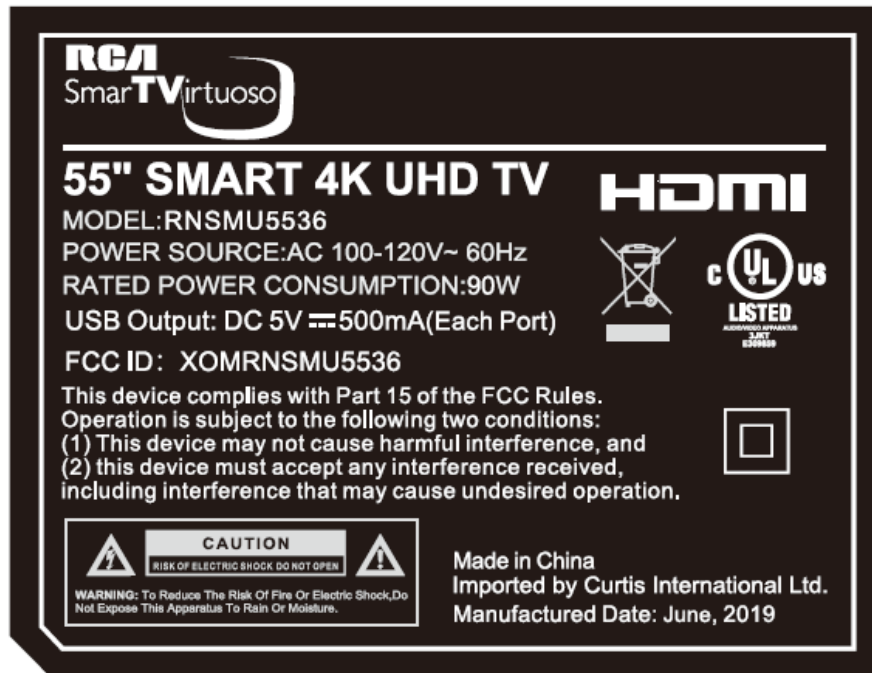 RCA
SmarTVirtuoso
55" SMART 4K UHD TV
HDMI
MODEL:RNSMU5536
POWER SOURCE:AC 100-120V~ 60Hz
RATED POWER CONSUMPTION:90W
USB Output: DC 5V ⎓500mA(Each Port)
FCC ID: XOMRNSMU5536
C UL US
LISTED
AUDIO/VIDEO APPARATUS
3JKT
E309859
This device complies with Part 15 of the FCC Rules.
Operation is subject to the following two conditions:
(1) This device may not cause harmful interference, and
(2) this device must accept any interference received,
including interference that may cause undesired operation.
CAUTION
RISK OF ELECTRIC SHOCK DO NOT OPEN
WARNING: To Reduce The Risk Of Fire Or Electric Shock,Do
Not Expose This Apparatus To Rain Or Moisture.
Made in China
Imported by Curtis International Ltd.
Manufactured Date: June, 2019